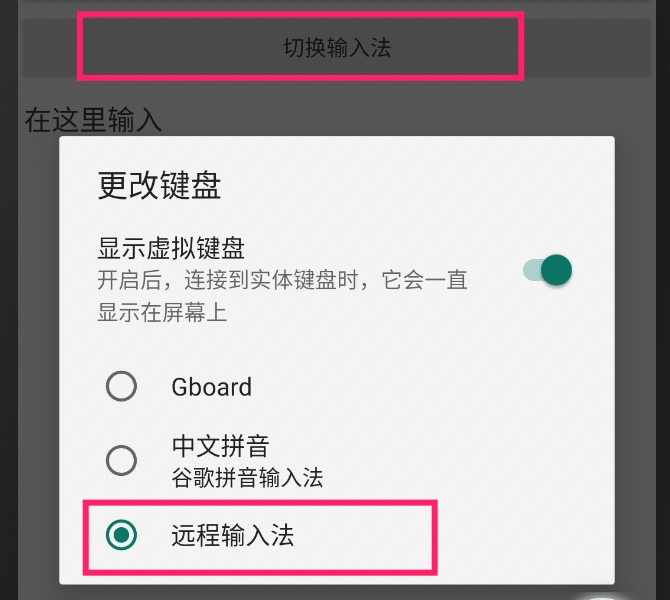 切换输入法
在这里输入
更改键盘
显示虚拟键盘
开启后，连接到实体键盘时，它会一直
显示在屏幕上
Gboard
中文拼音
谷歌拼音输入法
远程输入法